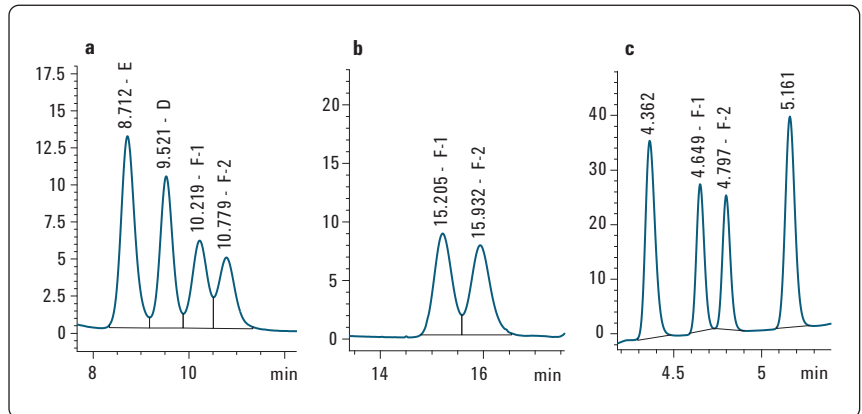 a
17.5
15.0
12.5
10.0
7.5
5.0
2.5
0
8.712 - E
9.521 - D
10.219 - F-1
10.779 - F-2
8
10
min
b
20
15
10
5
0
15.205 - F-1
15.932 - F-2
14
16
min
c
40
30
20
10
0
4.362
4.649 - F-1
4.797 - F-2
5.161
4.5
5
min